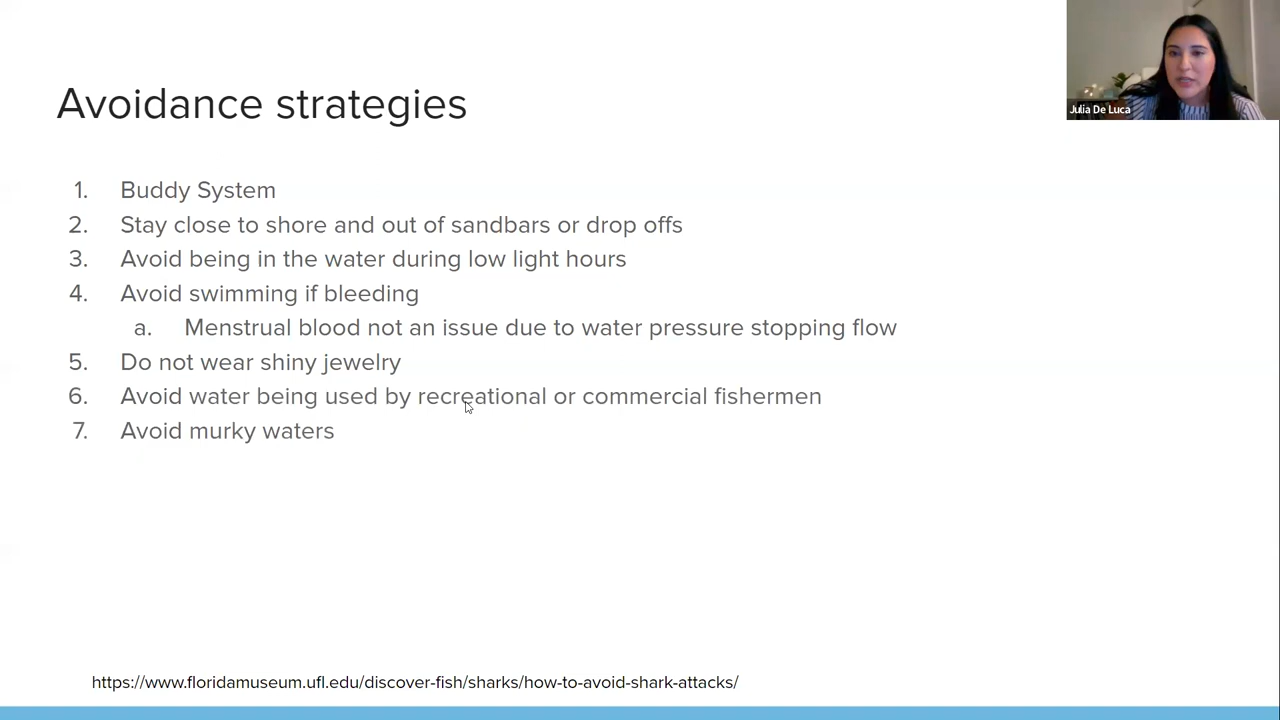 Julia De Luca
Avoidance strategies
1. Buddy System
2. Stay close to shore and out of sandbars or drop offs
3. Avoid being in the water during low light hours
4. Avoid swimming if bleeding
a. Menstrual blood not an issue due to water pressure stopping flow
5. Do not wear shiny jewelry
6. Avoid water being used by recreational or commercial fishermen
7. Avoid murky waters
https://www.floridamuseum.ufl.edu/discover-fish/sharks/how-to-avoid-shark-attacks/